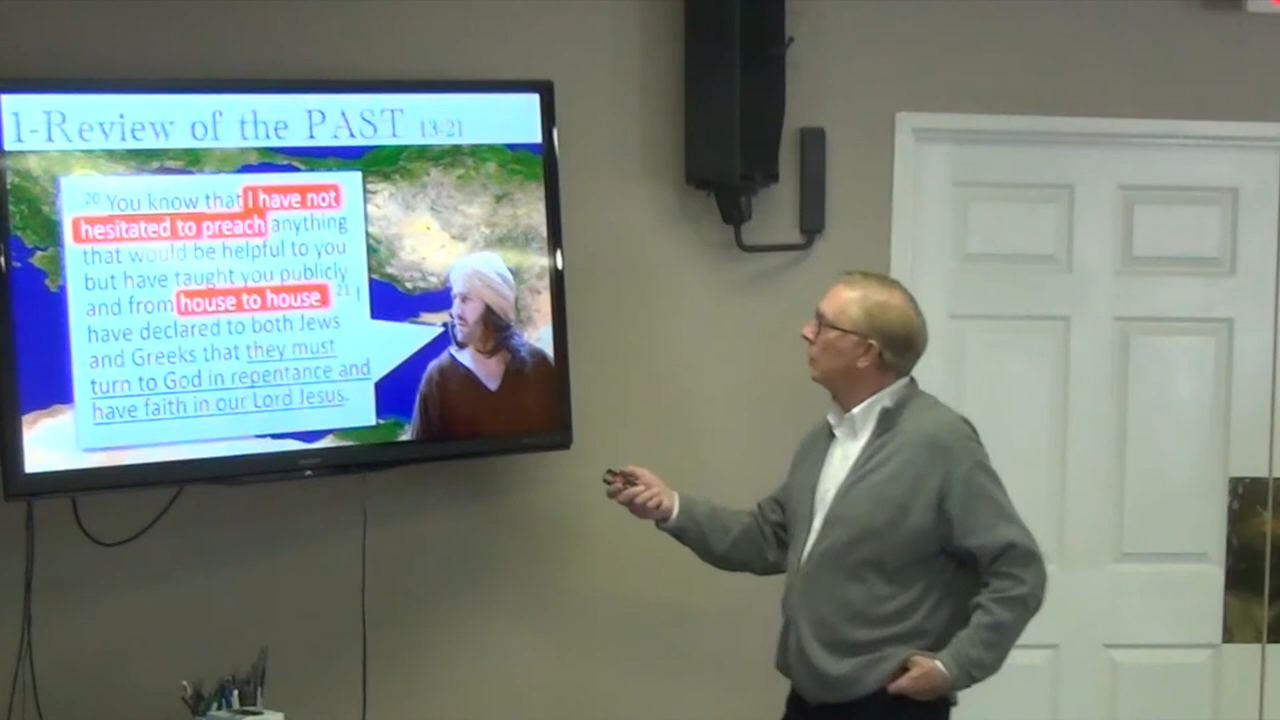 1-Review of the PAST 13-21
20 You know that I have not
hesitated to preach anything
that would be helpful to you
but have taught you publicly
and from house to house 21 I
have declared to both Jews
and Greeks that they must
turn to God in repentance and
have faith in our Lord Jesus.